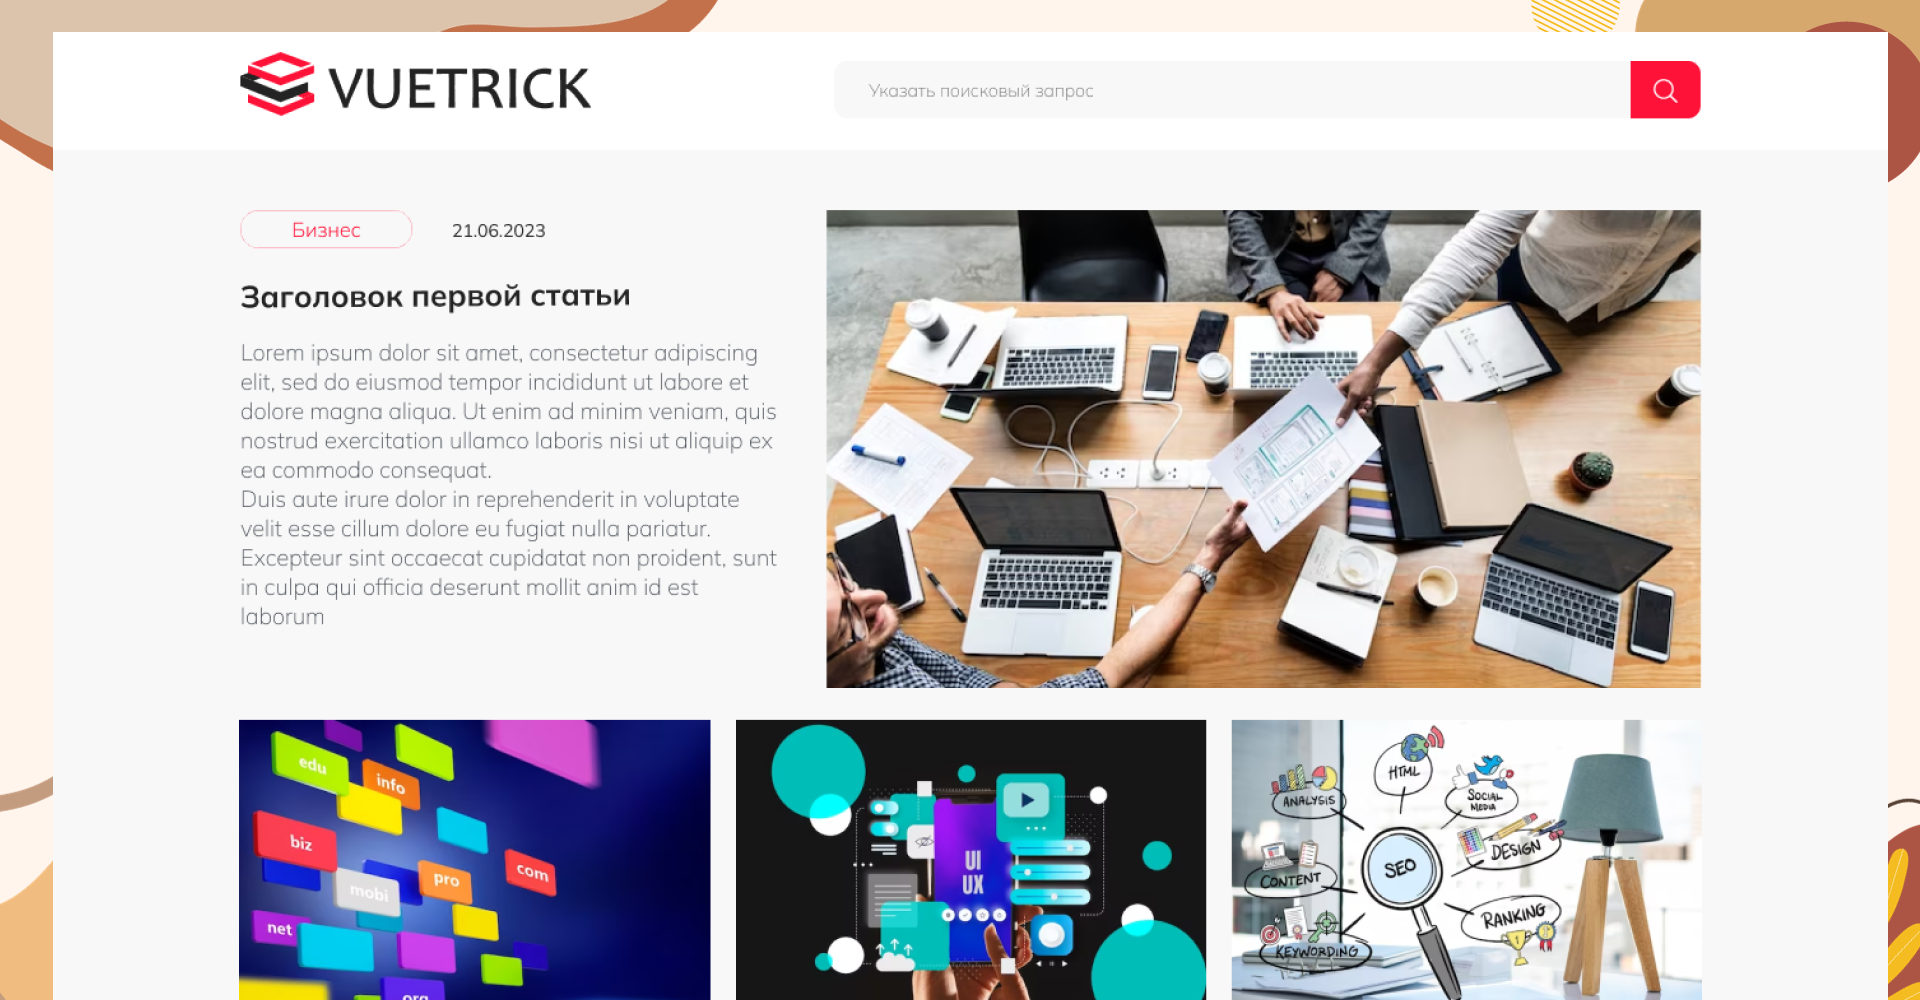 VUETRICK
Указать поисковый запрос
Бизнес
21.06.2023
Заголовок первой статьи
Lorem ipsum dolor sit amet, consectetur adipiscing
elit, sed do eiusmod tempor incididunt ut labore et
dolore magna aliqua. Ut enim ad minim veniam, quis
nostrud exercitation ullamco laboris nisi ut aliquip ex
ea commodo consequat.
Duis aute irure dolor in reprehenderit in voluptate
velit esse cillum dolore eu fugiat nulla pariatur.
Excepteur sint occaecat cupidatat non proident, sunt
in culpa qui officia deserunt mollit anim id est
laborum
edu
info
biz
com
pro
mobi
net
org
UI
UX
HTML
ANALYSIS
SOCIAL
MEDIA
SEO
DESIGN
CONTENT
RANKING
KEYWORDING